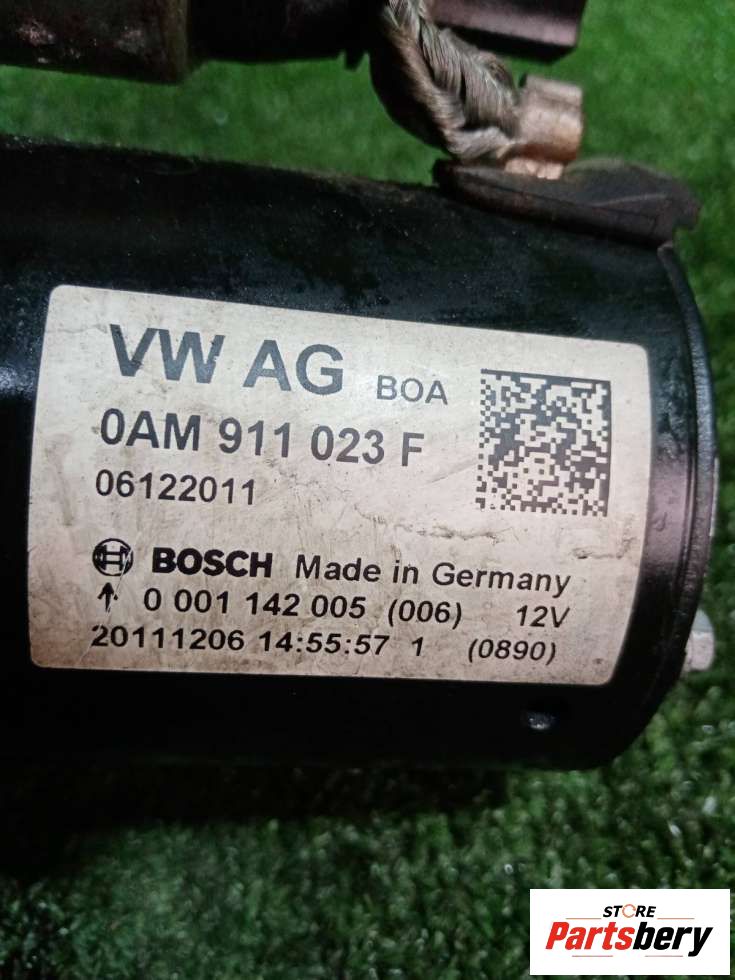 VW AG BOA
0AM 911 023 F
06122011
BOSCH Made in Germany
↑ 0 001 142 005 (006) 12V
20111206 14:55:57 1 (0890)
STORE
Partsbery